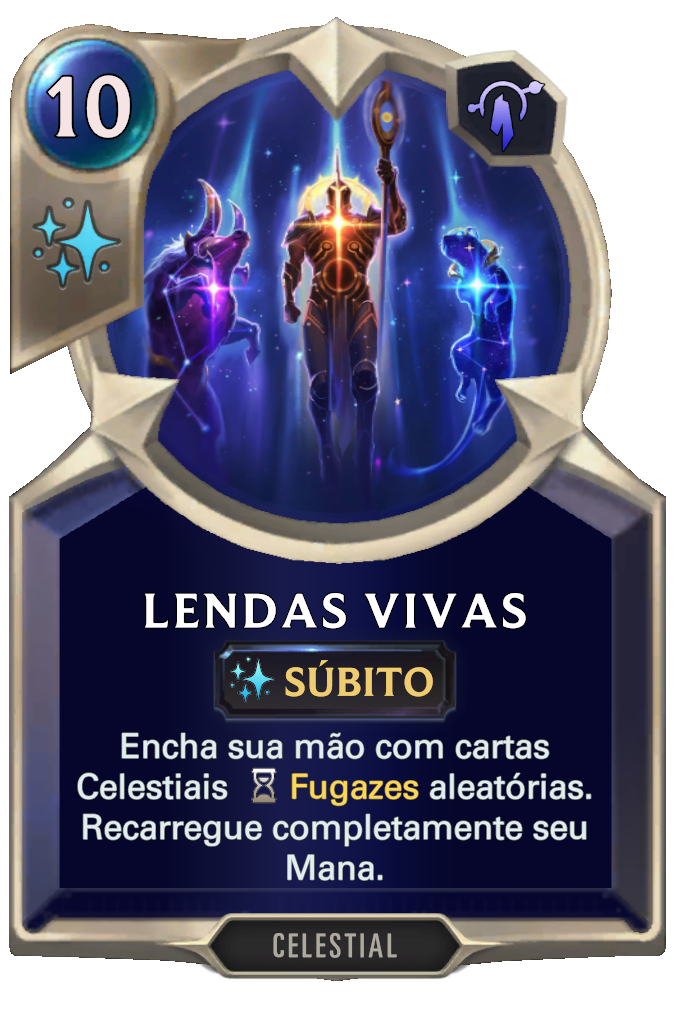 10
LENDAS VIVAS
SÚBITO
Encha sua mão com cartas
Celestiais Fugazes aleatórias.
Recarregue completamente seu
Mana.
CELESTIAL